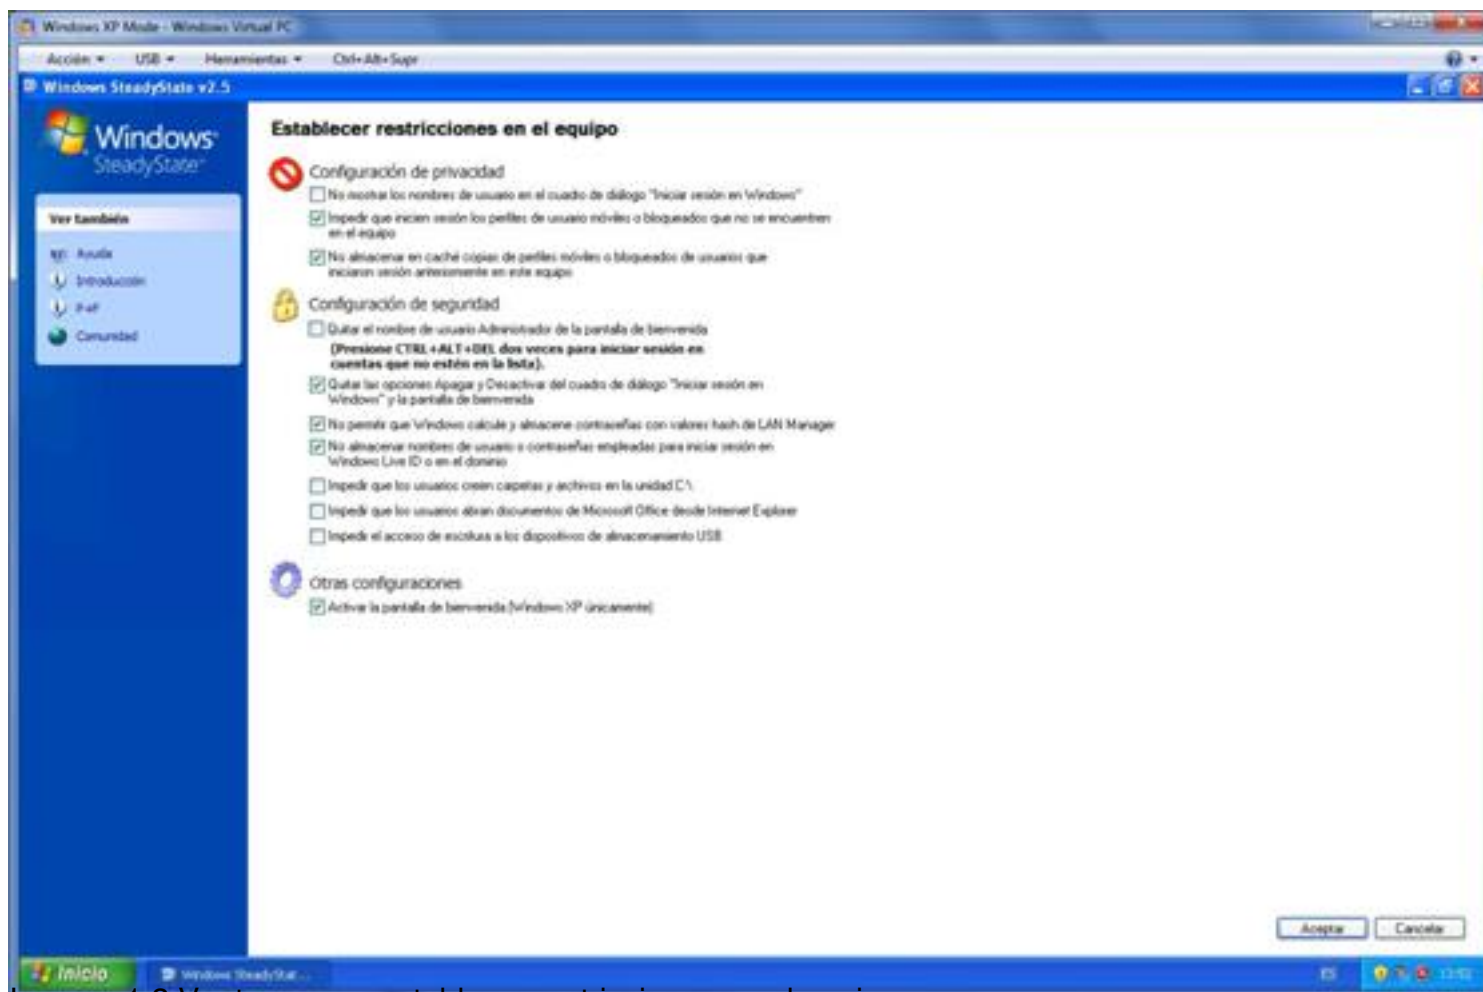 Windows XP Mode - Windows Virtual PC
Acción USB Herramientas Ctrl+Alt+Supr
Windows SteadyState v2.5
Windows
SteadyState
Ver también
Ayuda
Introducción
P+F
Comunidad
Establecer restricciones en el equipo
Configuración de privacidad
No mostrar los nombres de usuario en el cuadro de diálogo "Iniciar sesión en Windows"
Impedir que inicien sesión los perfiles de usuario móviles o bloqueados que no se encuentren
en el equipo
No almacenar en caché copias de perfiles móviles o bloqueados de usuarios que
iniciaron sesión anteriormente en este equipo
Configuración de seguridad
Quitar el nombre de usuario Administrador de la pantalla de bienvenida
(Presione CTRL+ALT+DEL dos veces para iniciar sesión en
cuentas que no estén en la lista).
Quitar las opciones Apagar y Desactivar del cuadro de diálogo "Iniciar sesión en
Windows" y la pantalla de bienvenida
No permitir que Windows calcule y almacene contraseñas con valores hash de LAN Manager
No almacenar nombres de usuario o contraseñas empleadas para iniciar sesión en
Windows Live ID o en el dominio
Impedir que los usuarios creen carpetas y archivos en la unidad C:\
Impedir que los usuarios abran documentos de Microsoft Office desde Internet Explorer
Impedir el acceso de escritura a los dispositivos de almacenamiento USB
Otras configuraciones
Activar la pantalla de bienvenida (Windows XP únicamente)
Aceptar Cancelar
Inicio Windows SteadyStat... ES